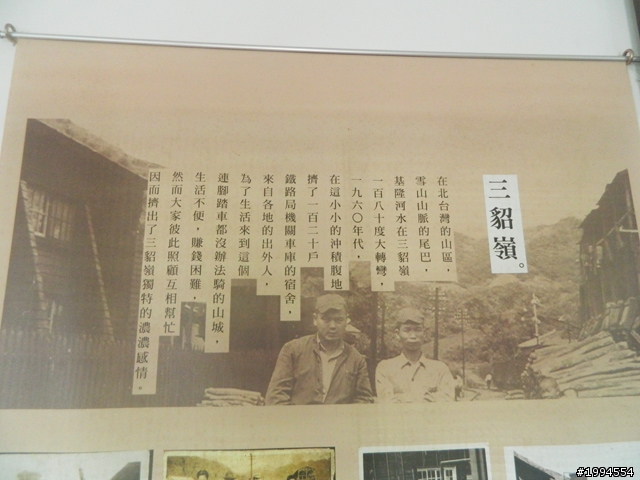 三貂嶺。
在北台灣的山區，
雪山山脈的尾巴，
基隆河水在三貂嶺
一百八十度大轉彎，
一九六０年代，
在這小小的沖積腹地
擠了一百二十戶
鐵路局機關車庫的宿舍，
來自各地的出外人，
為了生活來到這個
連腳踏車都沒辦法騎的山城，
生活不便，賺錢困難，
然而大家彼此照顧互相幫忙
因而擠出了三貂嶺獨特的濃濃感情。
#1994554